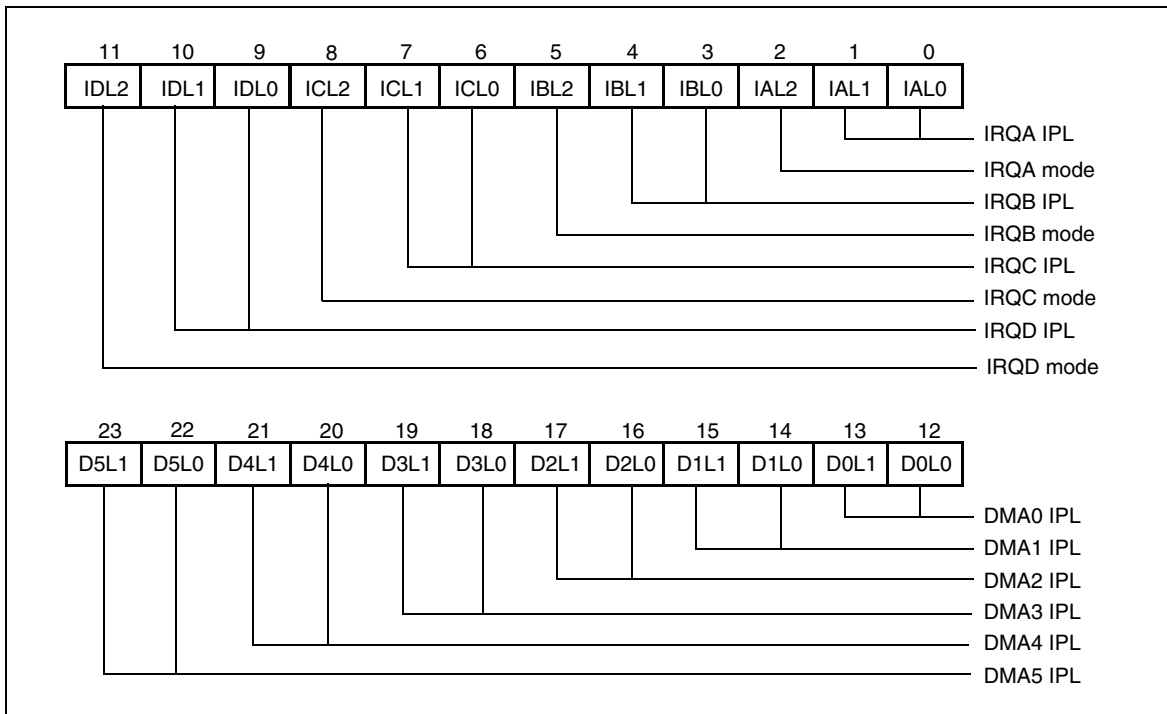 11 10 9 8 7 6 5 4 3 2 1 0
IDL2 IDL1 IDL0 ICL2 ICL1 ICL0 IBL2 IBL1 IBL0 IAL2 IAL1 IAL0
IRQA IPL
IRQA mode
IRQB IPL
IRQB mode
IRQC IPL
IRQC mode
IRQD IPL
IRQD mode
23 22 21 20 19 18 17 16 15 14 13 12
D5L1 D5L0 D4L1 D4L0 D3L1 D3L0 D2L1 D2L0 D1L1 D1L0 D0L1 D0L0
DMA0 IPL
DMA1 IPL
DMA2 IPL
DMA3 IPL
DMA4 IPL
DMA5 IPL